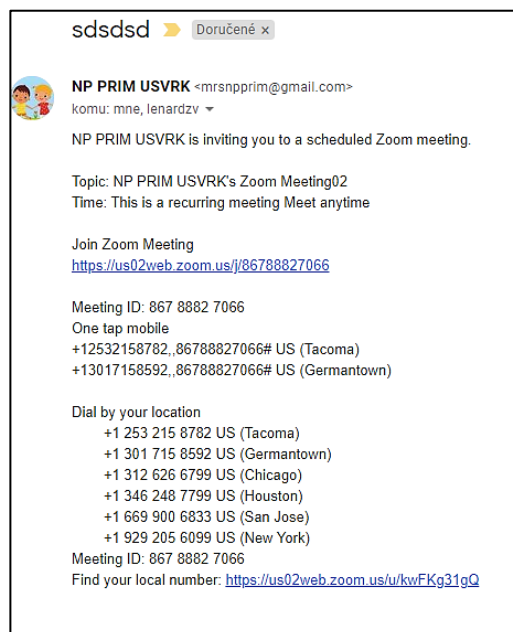 sdsdsd Doručené x
NP PRIM USVRK <mrsnpprim@gmail.com>
komu: mne, lenardzv
NP PRIM USVRK is inviting you to a scheduled Zoom meeting.
Topic: NP PRIM USVRK's Zoom Meeting02
Time: This is a recurring meeting Meet anytime
Join Zoom Meeting
https://us02web.zoom.us/j/86788827066
Meeting ID: 867 8882 7066
One tap mobile
+12532158782,,86788827066# US (Tacoma)
+13017158592,,86788827066# US (Germantown)
Dial by your location
+1 253 215 8782 US (Tacoma)
+1 301 715 8592 US (Germantown)
+1 312 626 6799 US (Chicago)
+1 346 248 7799 US (Houston)
+1 669 900 6833 US (San Jose)
+1 929 205 6099 US (New York)
Meeting ID: 867 8882 7066
Find your local number: https://us02web.zoom.us/u/kwFKg31gQ